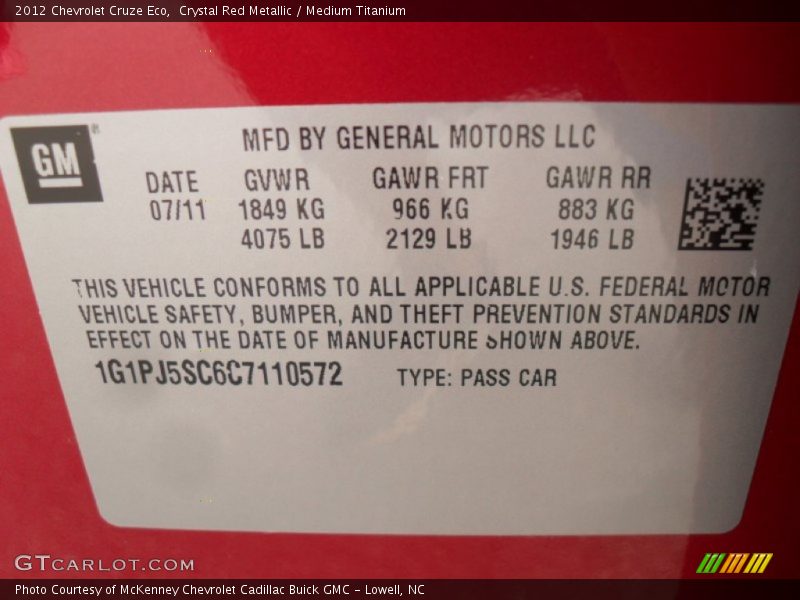 2012 Chevrolet Cruze Eco,  Crystal Red Metallic / Medium Titanium
GM®
MFD BY GENERAL MOTORS LLC
DATE GVWR GAWR FRT GAWR RR
07/11 1849 KG 966 KG 883 KG
4075 LB 2129 LB 1946 LB
THIS VEHICLE CONFORMS TO ALL APPLICABLE U.S. FEDERAL MOTOR
VEHICLE SAFETY, BUMPER, AND THEFT PREVENTION STANDARDS IN
EFFECT ON THE DATE OF MANUFACTURE SHOWN ABOVE.
1G1PJ5SC6C7110572 TYPE: PASS CAR
GTCARLOT.COM
Photo Courtesy of McKenney Chevrolet Cadillac Buick GMC - Lowell, NC